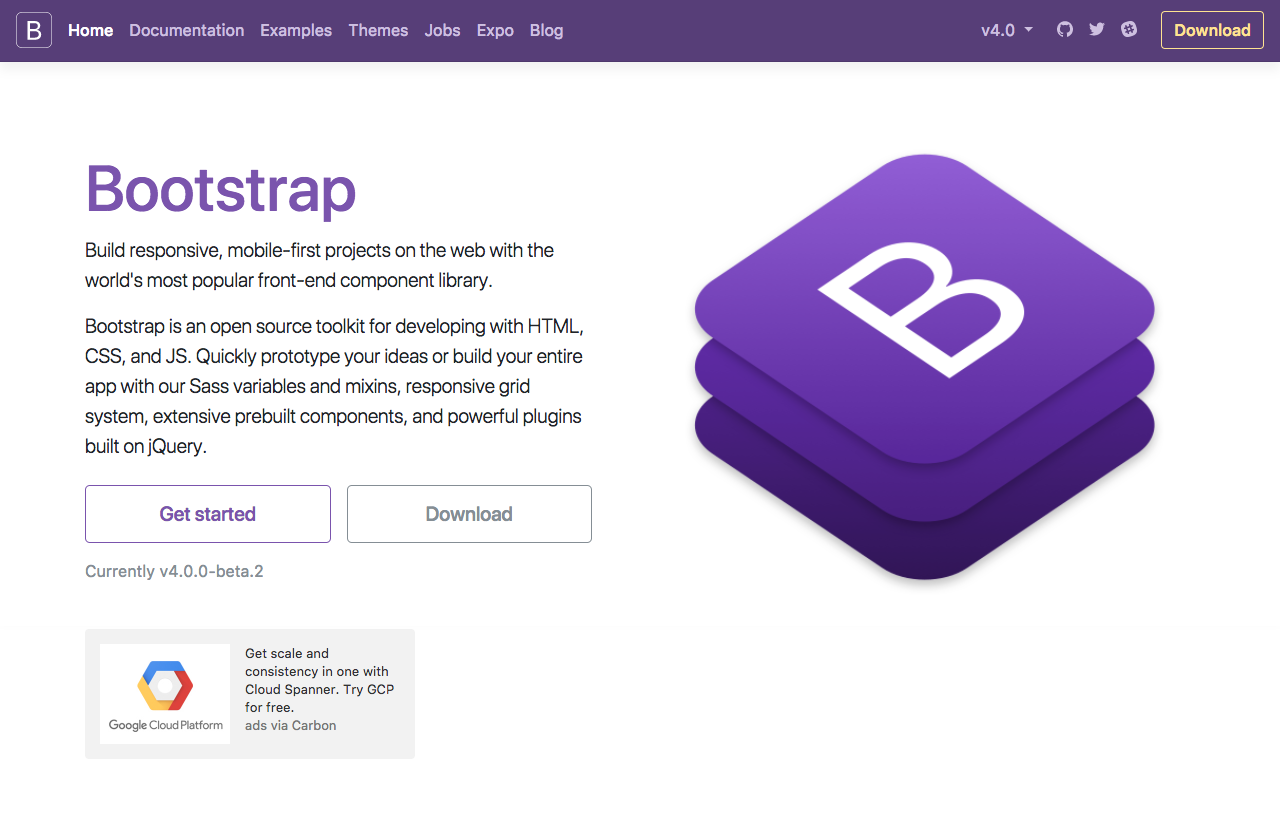 B Home Documentation Examples Themes Jobs Expo Blog v4.0 Download
Bootstrap
Build responsive, mobile-first projects on the web with the
world's most popular front-end component library.
Bootstrap is an open source toolkit for developing with HTML,
CSS, and JS. Quickly prototype your ideas or build your entire
app with our Sass variables and mixins, responsive grid
system, extensive prebuilt components, and powerful plugins
built on jQuery.
Get started Download
Currently v4.0.0-beta.2
B
Google Cloud Platform
Get scale and
consistency in one with
Cloud Spanner. Try GCP
for free.
ads via Carbon